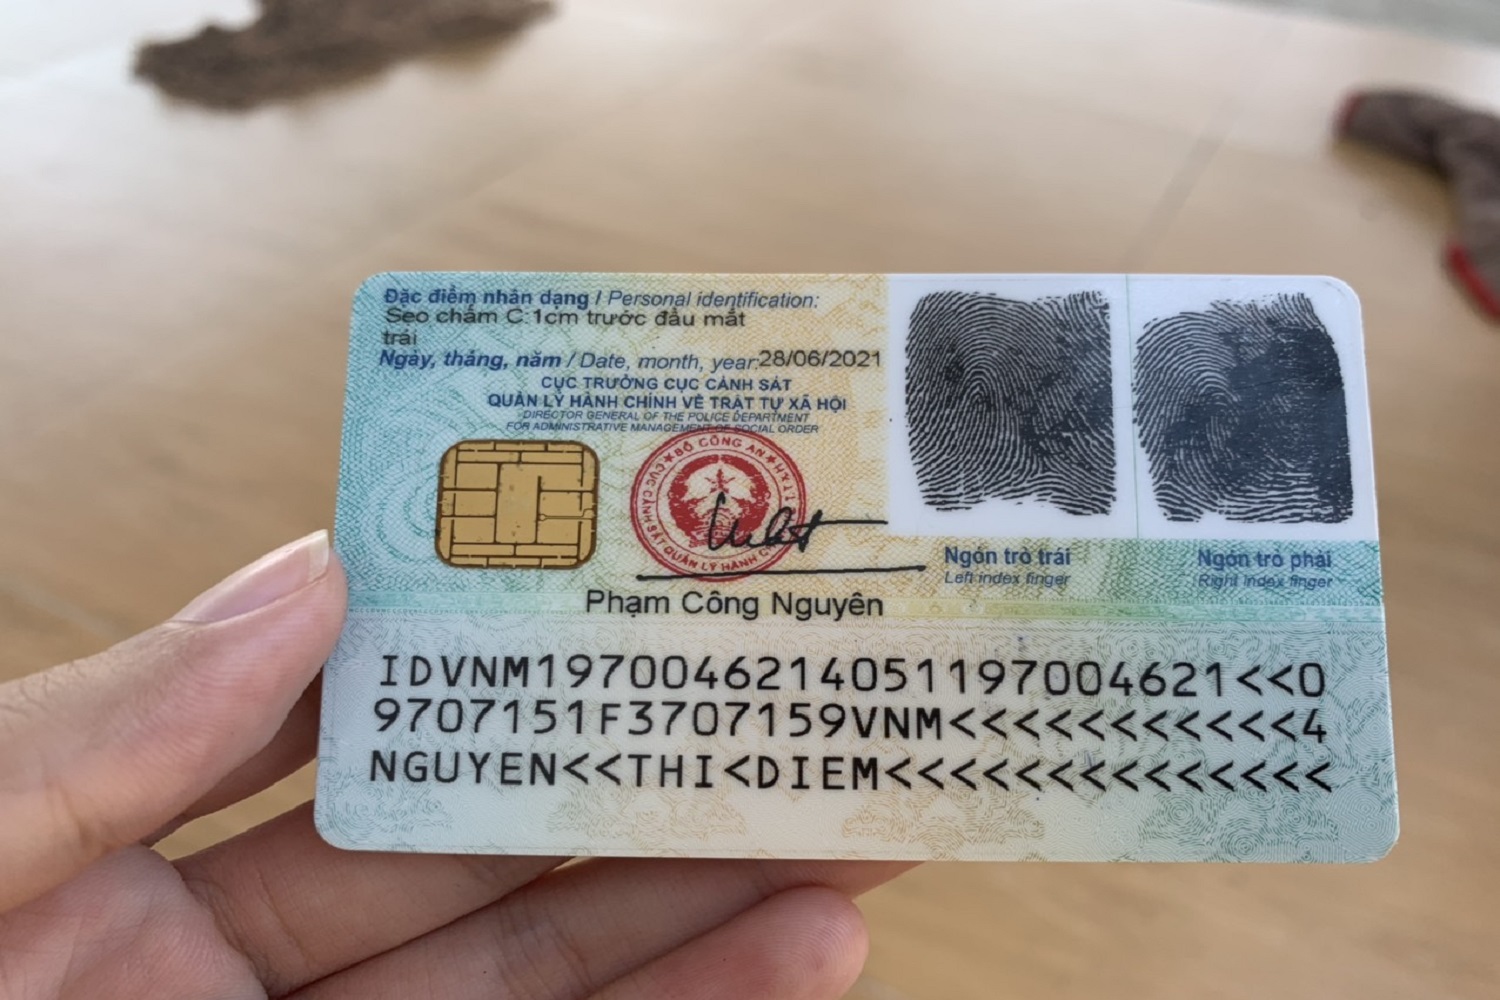 Đặc điểm nhân dạng / Personal identification:
Sẹo chấm C:1cm trước đầu mắt
trái
Ngày, tháng, năm / Date, month, year:28/06/2021
CỤC TRƯỞNG CỤC CẢNH SÁT
QUẢN LÝ HÀNH CHÍNH VỀ TRẬT TỰ XÃ HỘI
DIRECTOR GENERAL OF THE POLICE DEPARTMENT
FOR ADMINISTRATIVE MANAGEMENT OF SOCIAL ORDER
BỘ CÔNG AN
CỤC CẢNH SÁT QUẢN LÝ HÀNH
Phạm Công Nguyên
Ngón trỏ trái
Left index finger
Ngón trỏ phải
Right index finger
IDVNM1970046214051197004621<<0
9707151F3707159VNM<<<<<<<<<<<4
NGUYEN<<THI<DIEM<<<<<<<<<<<<<<